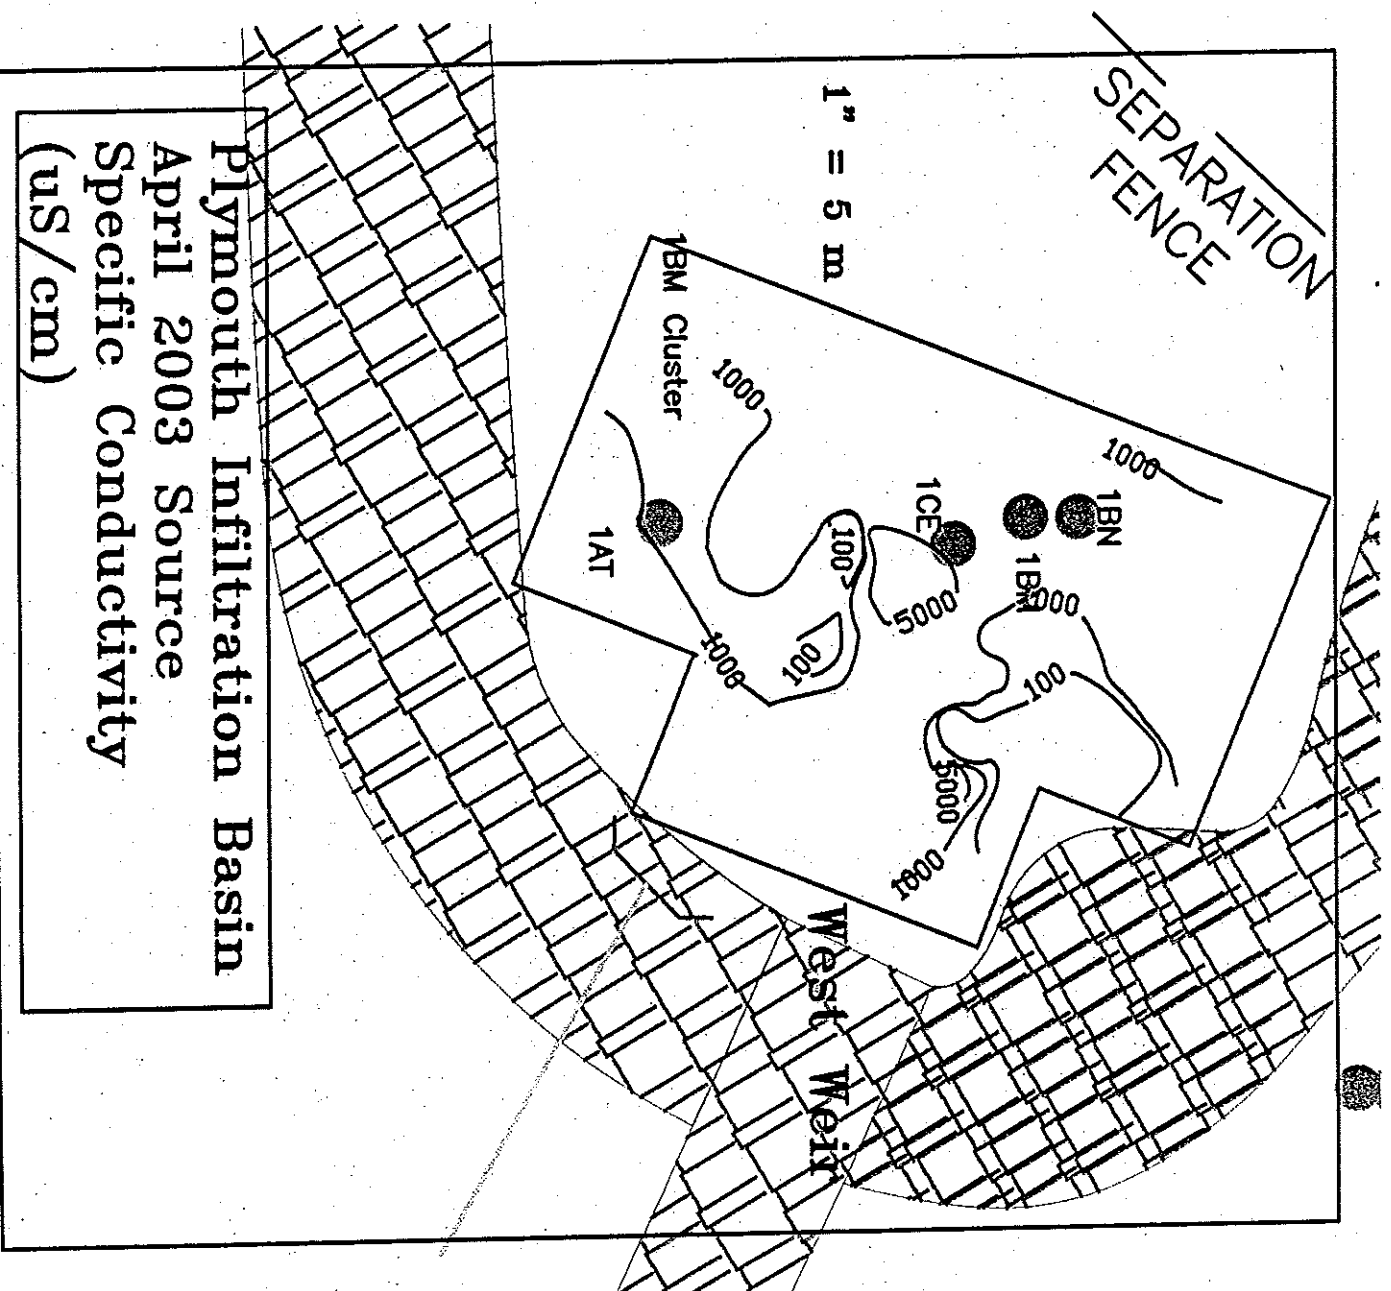 SEPARATION
FENCE
1" = 5 m
1BN
1BM
1CE
1BM Cluster
1AT
1000
1000
100
5000
000
100
100
1000
5000
1000
West Weir
Plymouth Infiltration Basin
April 2003 Source
Specific Conductivity
(uS/cm)